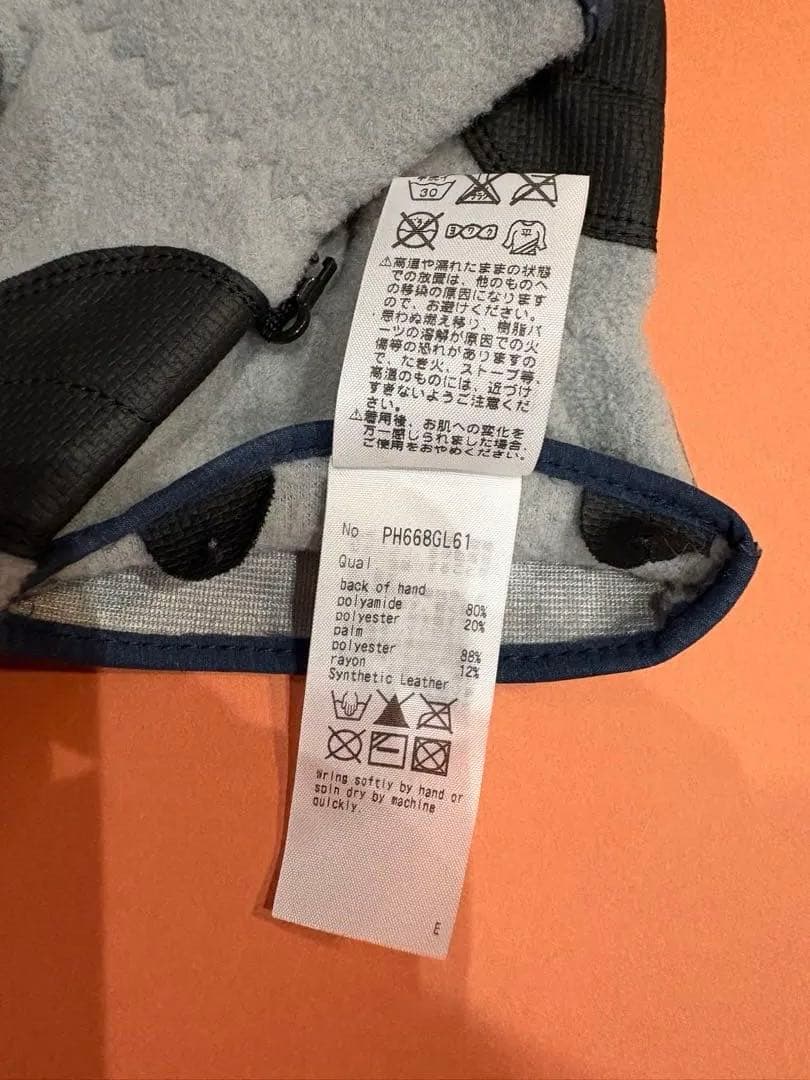 30
ヨワク
平
⚠高温や濡れたままの状態
での放置は、他のものへ
の移染の原因になります
ので、お避けください。
・思わぬ燃え移り、樹脂パ
ーツの溶解が原因での火
傷等の恐れがありますの
で、たき火、ストーブ等、
高温のものには、近づけ
すぎないようご注意くだ
さい。
⚠着用後、お肌への変化を
万一感じられました場合、
ご使用をおやめください。
No PH668GL61
Qual
back of hand
polyamide 80%
polyester 20%
palm
polyester 88%
rayon 12%
Synthetic Leather
Wring softly by hand or
spin dry by machine
quickly.
E